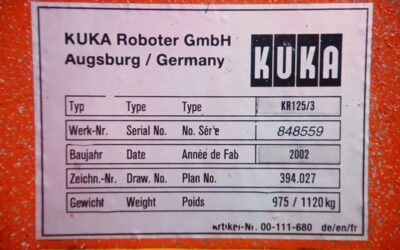 KUKA Roboter GmbH
Augsburg / Germany
KUKA
Typ Type Type KR125/3
Werk-Nr. Serial No. No. Sér'e 848559
Baujahr Date Année de Fab 2002
Zeichn.-Nr. Draw. No. Plan No. 394.027
Gewicht Weight Poids 975 / 1120 kg
Artikel-Nr. 00-111-680 de/en/fr